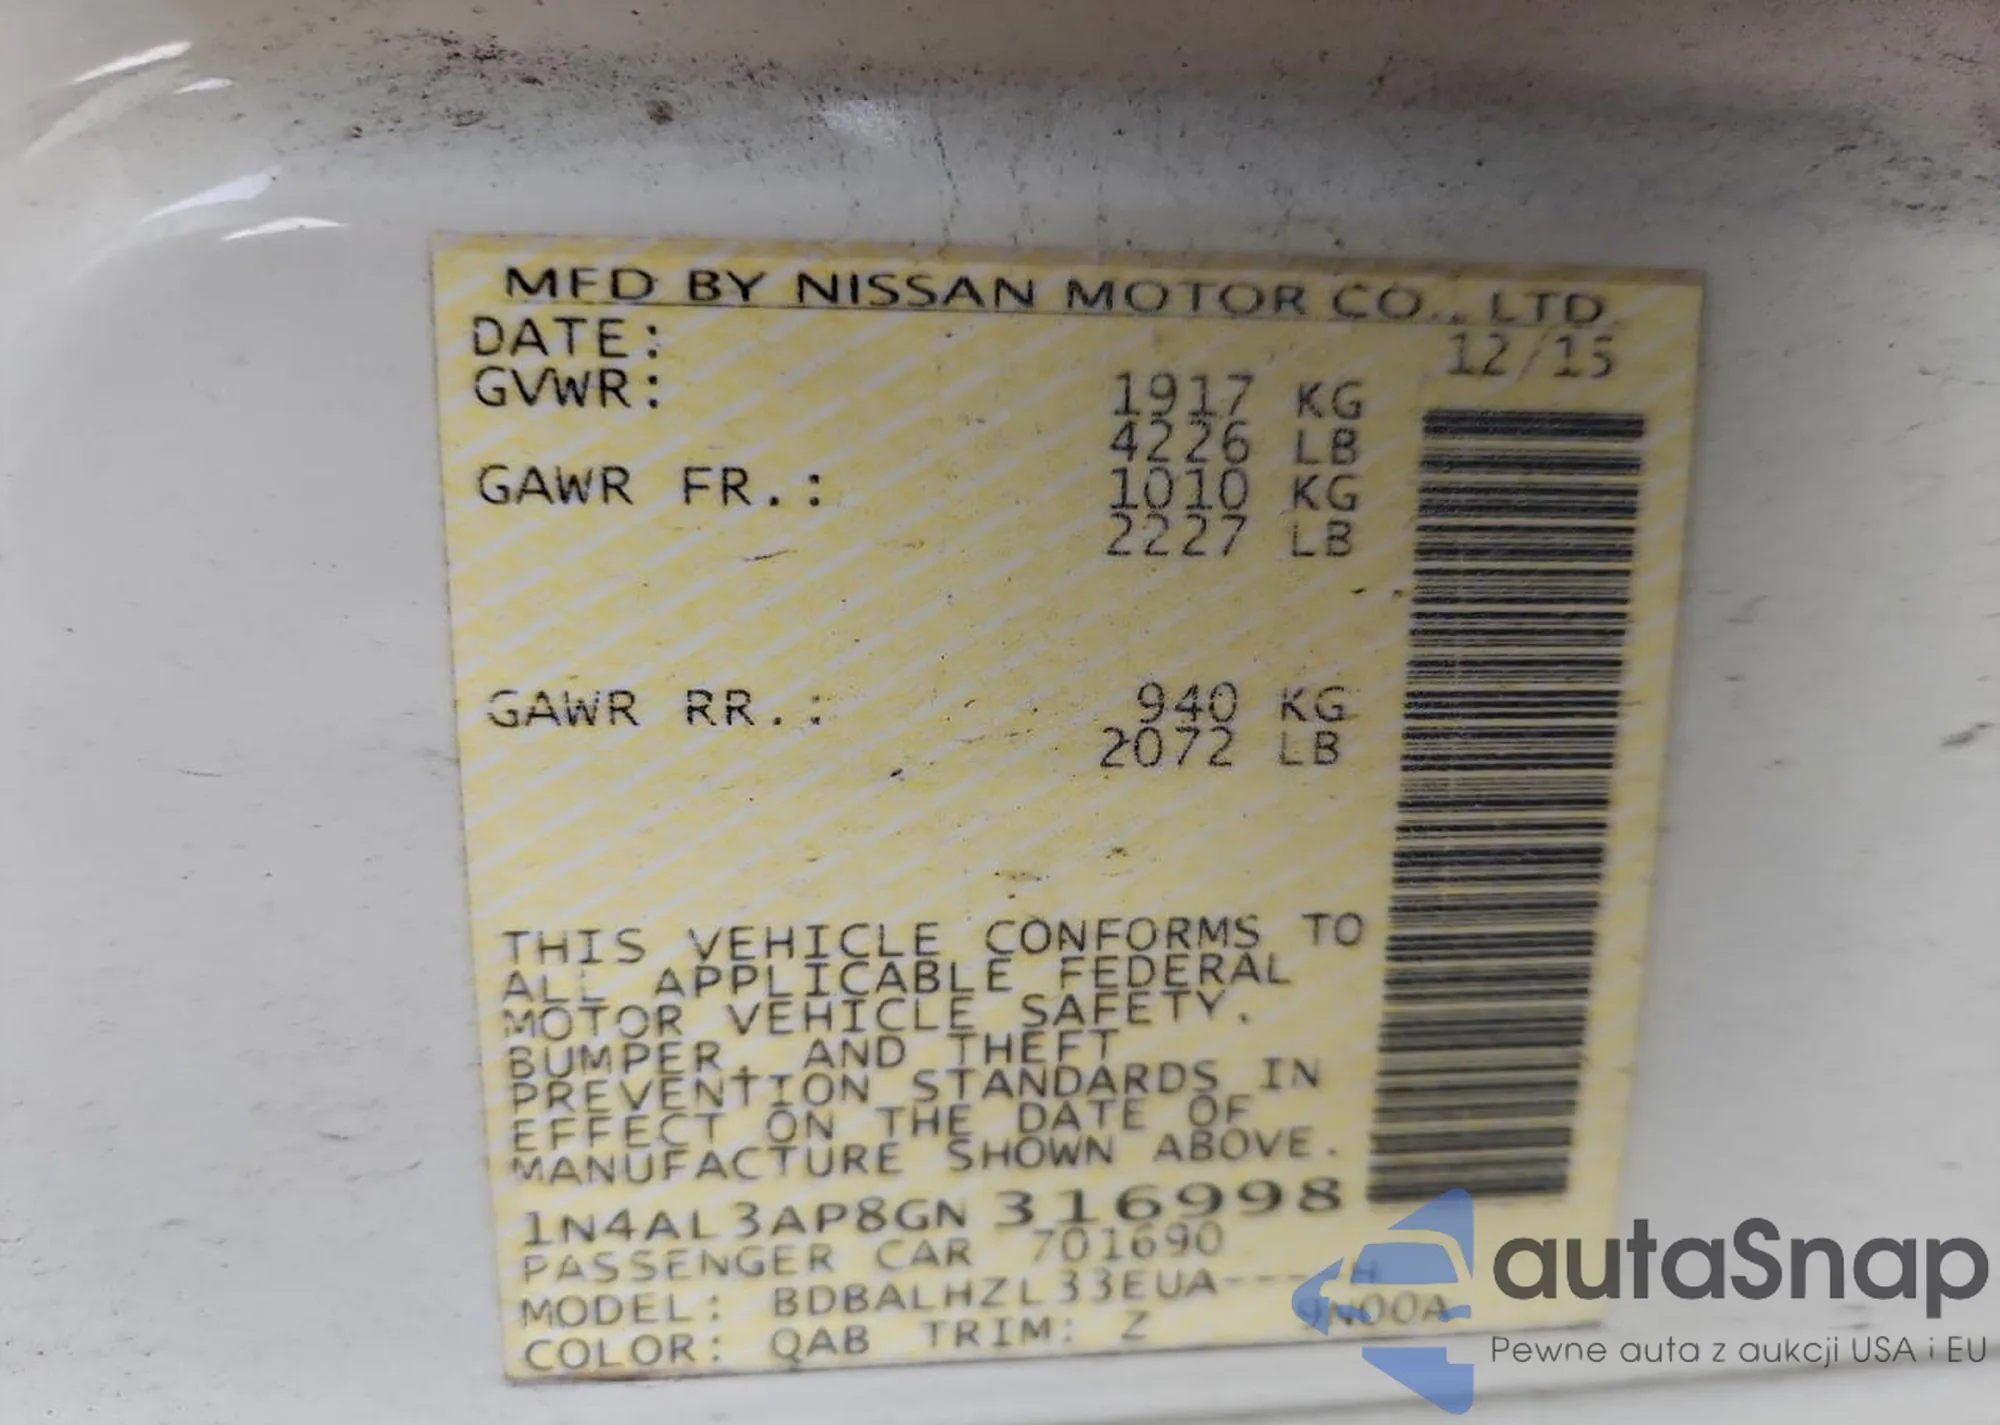 MFD BY NISSAN MOTOR CO., LTD.
DATE: 12/15
GVWR: 1917 KG
4226 LB
GAWR FR.: 1010 KG
2227 LB
GAWR RR.: 940 KG
2072 LB
THIS VEHICLE CONFORMS TO
ALL APPLICABLE FEDERAL
MOTOR VEHICLE SAFETY,
BUMPER, AND THEFT
PREVENTION STANDARDS IN
EFFECT ON THE DATE OF
MANUFACTURE SHOWN ABOVE.
1N4AL3AP8GN 316998
PASSENGER CAR 701690
MODEL: BDBALHZL33EUA----H
COLOR: QAB TRIM: Z 9N00A
autaSnap
Pewne auta z aukcji USA i EU